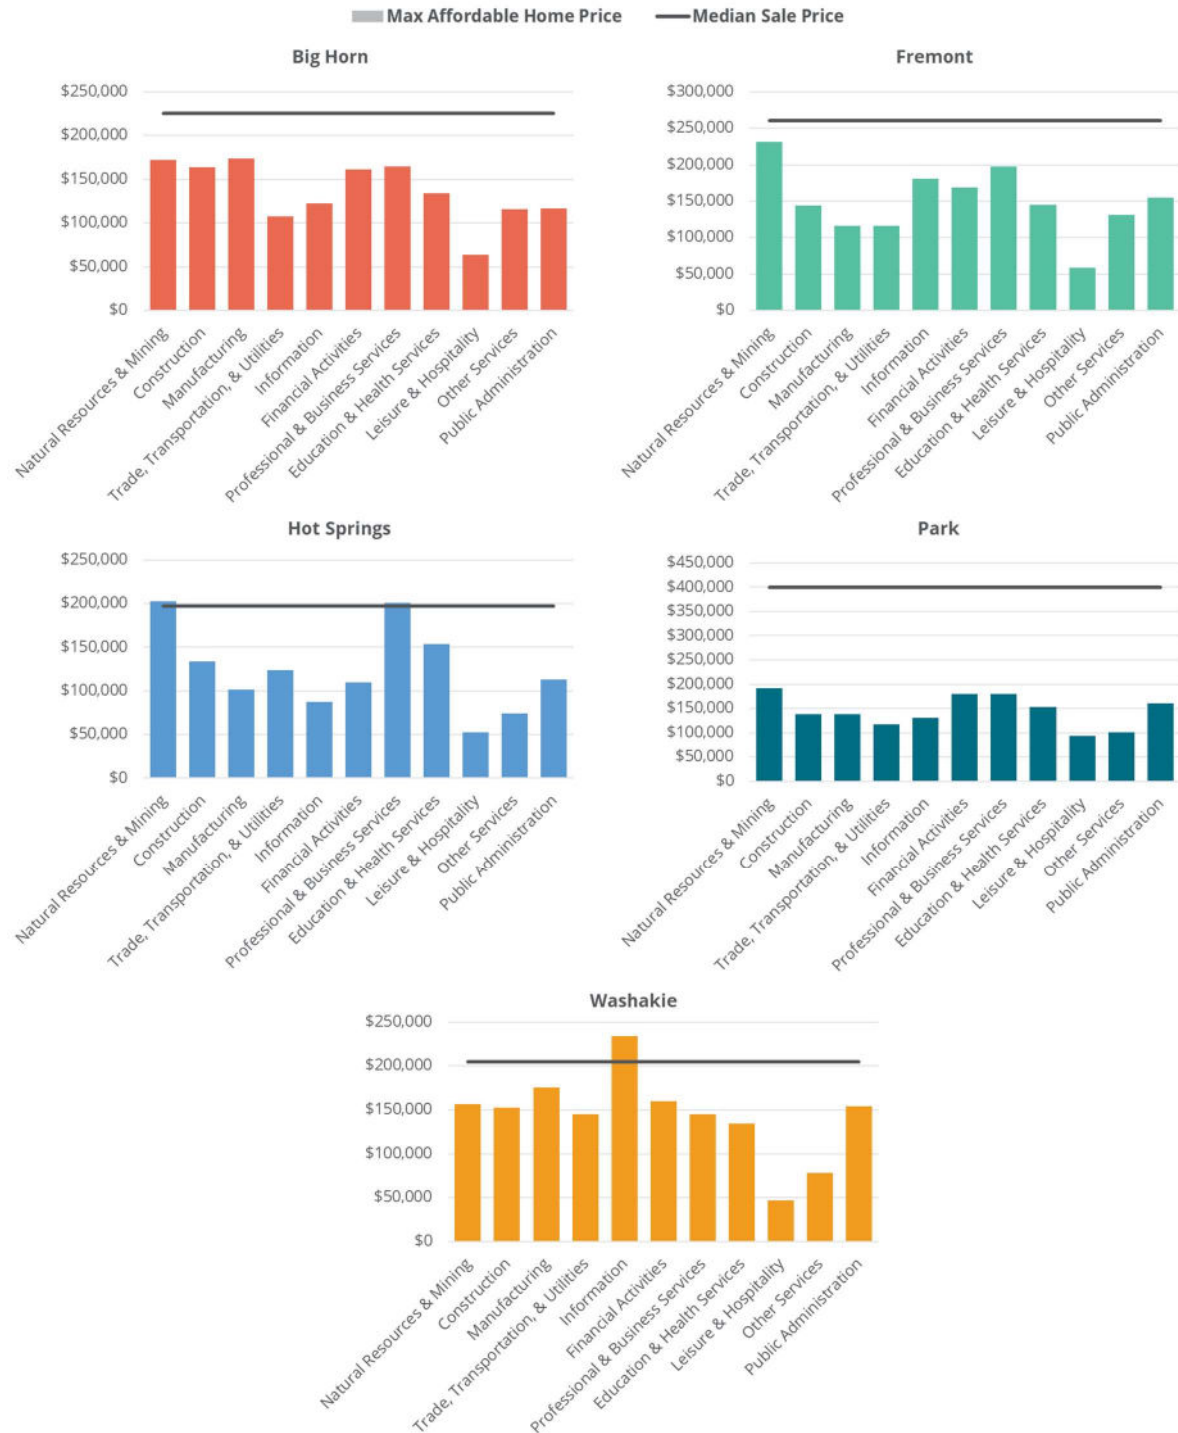 Max Affordable Home Price Median Sale Price
Big Horn
$250,000
$200,000
$150,000
$100,000
$50,000
$0
Natural Resources & Mining
Construction
Manufacturing
Trade, Transportation, & Utilities
Information
Financial Activities
Professional & Business Services
Education & Health Services
Leisure & Hospitality
Other Services
Public Administration
Fremont
$300,000
$250,000
$200,000
$150,000
$100,000
$50,000
$0
Natural Resources & Mining
Construction
Manufacturing
Trade, Transportation, & Utilities
Information
Financial Activities
Professional & Business Services
Education & Health Services
Leisure & Hospitality
Other Services
Public Administration
Hot Springs
$250,000
$200,000
$150,000
$100,000
$50,000
$0
Natural Resources & Mining
Construction
Manufacturing
Trade, Transportation, & Utilities
Information
Financial Activities
Professional & Business Services
Education & Health Services
Leisure & Hospitality
Other Services
Public Administration
Park
$450,000
$400,000
$350,000
$300,000
$250,000
$200,000
$150,000
$100,000
$50,000
$0
Natural Resources & Mining
Construction
Manufacturing
Trade, Transportation, & Utilities
Information
Financial Activities
Professional & Business Services
Education & Health Services
Leisure & Hospitality
Other Services
Public Administration
Washakie
$250,000
$200,000
$150,000
$100,000
$50,000
$0
Natural Resources & Mining
Construction
Manufacturing
Trade, Transportation, & Utilities
Information
Financial Activities
Professional & Business Services
Education & Health Services
Leisure & Hospitality
Other Services
Public Administration